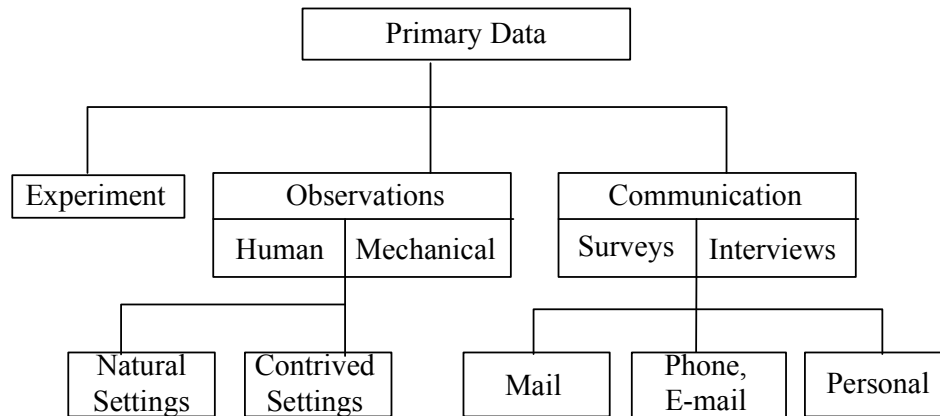 Primary Data
Experiment
Observations
Communication
Human
Mechanical
Surveys
Interviews
Natural
Settings
Contrived
Settings
Mail
Phone,
E-mail
Personal